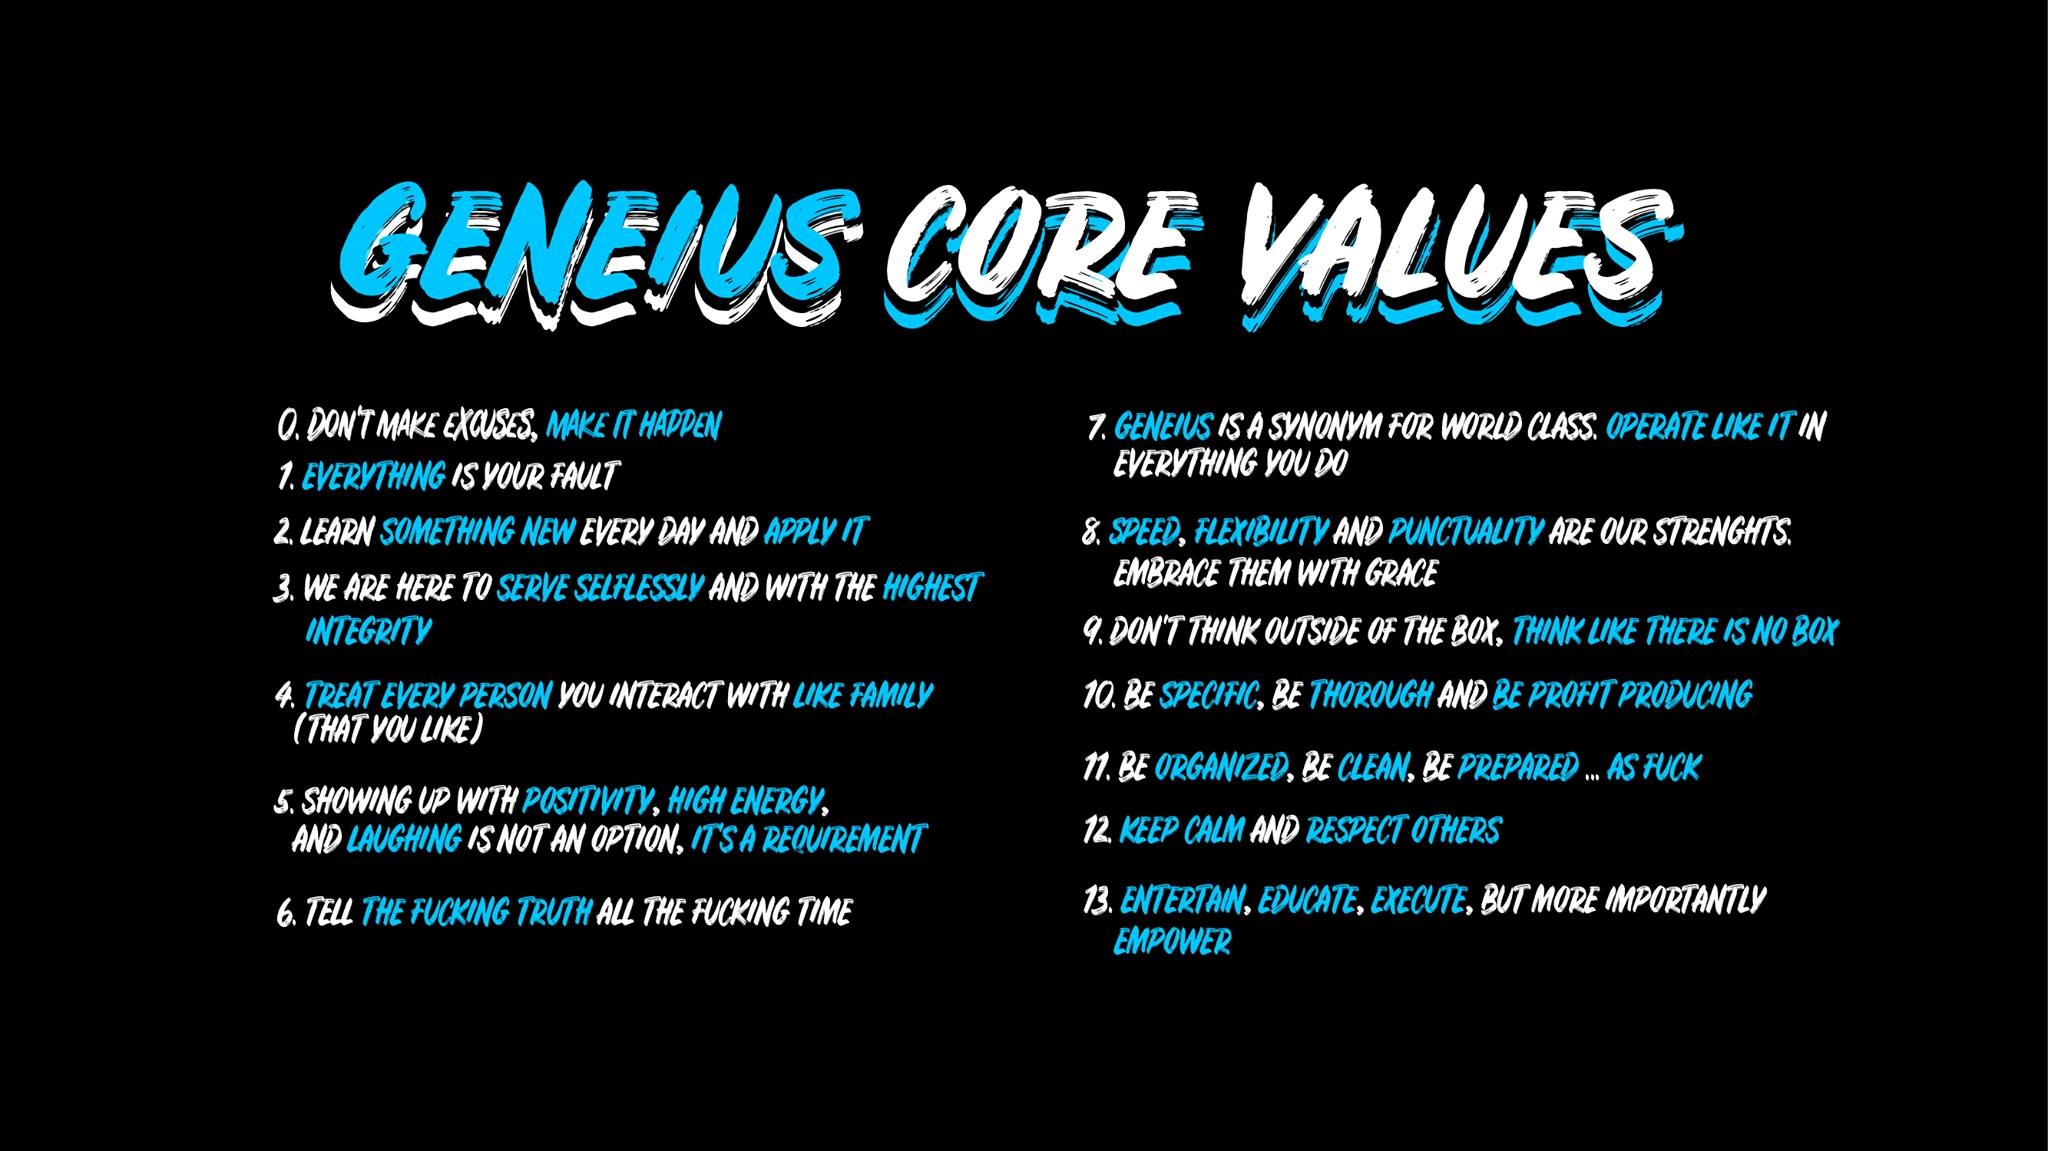 GENEIUS CORE VALUES
0. DON'T MAKE EXCUSES, MAKE IT HAPPEN
1. EVERYTHING IS YOUR FAULT
2. LEARN SOMETHING NEW EVERY DAY AND APPLY IT
3. WE ARE HERE TO SERVE SELFLESSLY AND WITH THE HIGHEST
INTEGRITY
4. TREAT EVERY PERSON YOU INTERACT WITH LIKE FAMILY
(THAT YOU LIKE)
5. SHOWING UP WITH POSITIVITY, HIGH ENERGY,
AND LAUGHING IS NOT AN OPTION, IT'S A REQUIREMENT
6. TELL THE FUCKING TRUTH ALL THE FUCKING TIME
7. GENEIUS IS A SYNONYM FOR WORLD CLASS. OPERATE LIKE IT IN
EVERYTHING YOU DO
8. SPEED, FLEXIBILITY AND PUNCTUALITY ARE OUR STRENGHTS.
EMBRACE THEM WITH GRACE
9. DON'T THINK OUTSIDE OF THE BOX, THINK LIKE THERE IS NO BOX
10. BE SPECIFIC, BE THOROUGH AND BE PROFIT PRODUCING
11. BE ORGANIZED, BE CLEAN, BE PREPARED ... AS FUCK
12. KEEP CALM AND RESPECT OTHERS
13. ENTERTAIN, EDUCATE, EXECUTE, BUT MORE IMPORTANTLY
EMPOWER